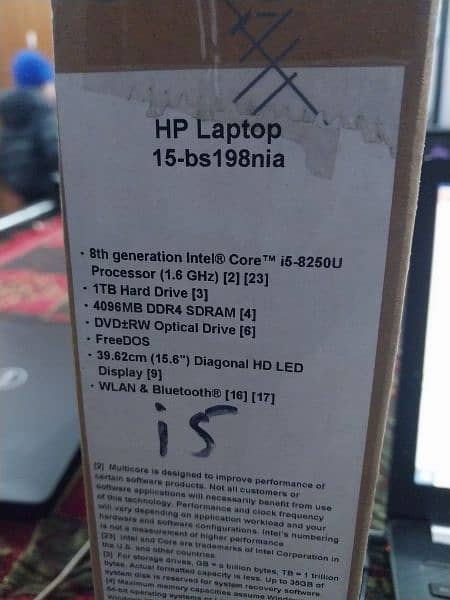 HP Laptop
15-bs198nia
· 8th generation Intel® Core™ i5-8250U
Processor (1.6 GHz) [2] [23]
· 1TB Hard Drive [3]
· 4096MB DDR4 SDRAM [4]
· DVD±RW Optical Drive [6]
· FreeDOS
· 39.62cm (15.6") Diagonal HD LED
Display [9]
· WLAN & Bluetooth® [16] [17]
i5
[2] Multicore is designed to improve performance of
certain software products. Not all customers or
software applications will necessarily benefit from use
of this technology. Performance and clock frequency
will vary depending on application workload and your
hardware and software configurations. Intel's numbering
is not a measurement of higher performance
[23] Intel and Core are trademarks of Intel Corporation in
the U.S. and other countries
[3] For storage drives, GB = 1 billion bytes, TB = 1 trillion
bytes. Actual formatted capacity is less. Up to 35GB of
system disk is reserved for system recovery software.
[4] Maximum memory capacities assume Windows
64-bit operating systems or